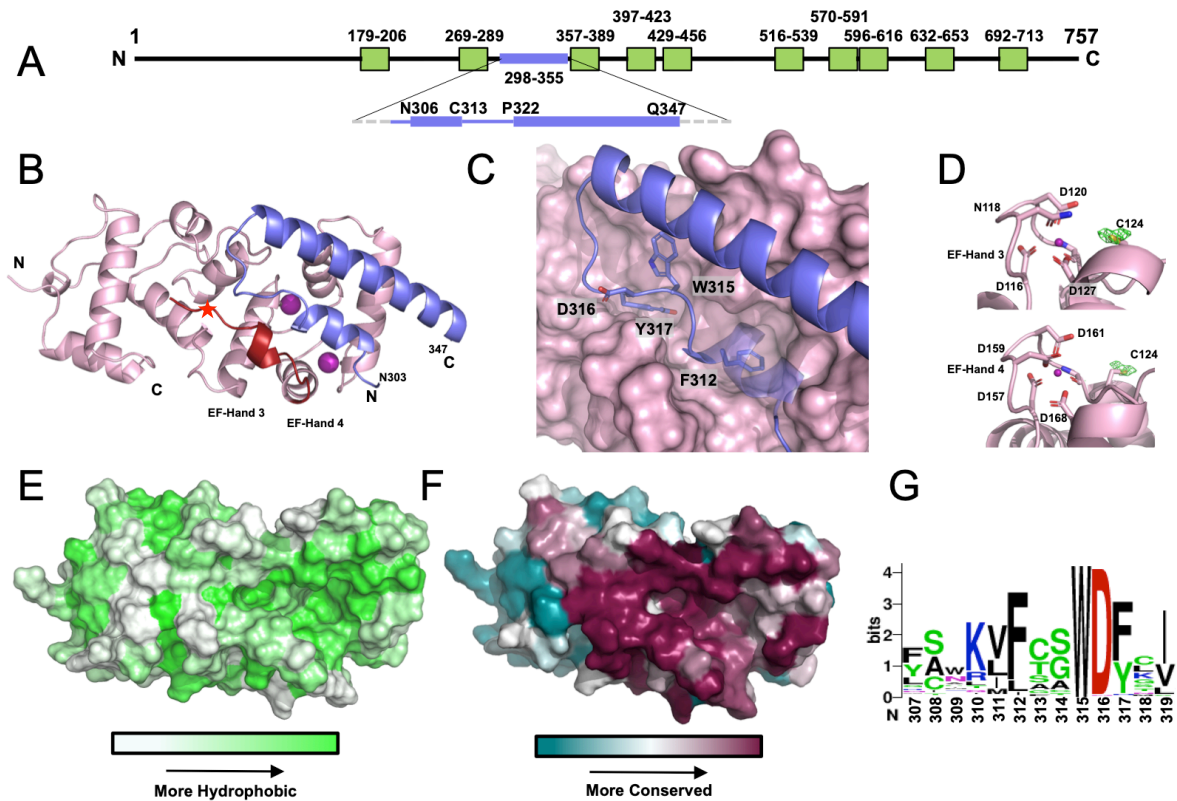 A
1
N
179-206
269-289
298-355
357-389
397-423
429-456
516-539
570-591
596-616
632-653
692-713
757
C
N306 C313 P322 Q347
B
N
C
EF-Hand 3
EF-Hand 4
N303
N
347
C
C
W315
D316
Y317
F312
D
D120
N118
C124
EF-Hand 3
D116
D127
D161
D159
C124
EF-Hand 4
D157
D168
E
More Hydrophobic
F
More Conserved
G
bits
4
3
2
1
0
N
307 308 309 310 311 312 313 314 315 316 317 318 319
F S K V F C S W D F I
Y A W R L L T G Y V
L C N I S A L
M A